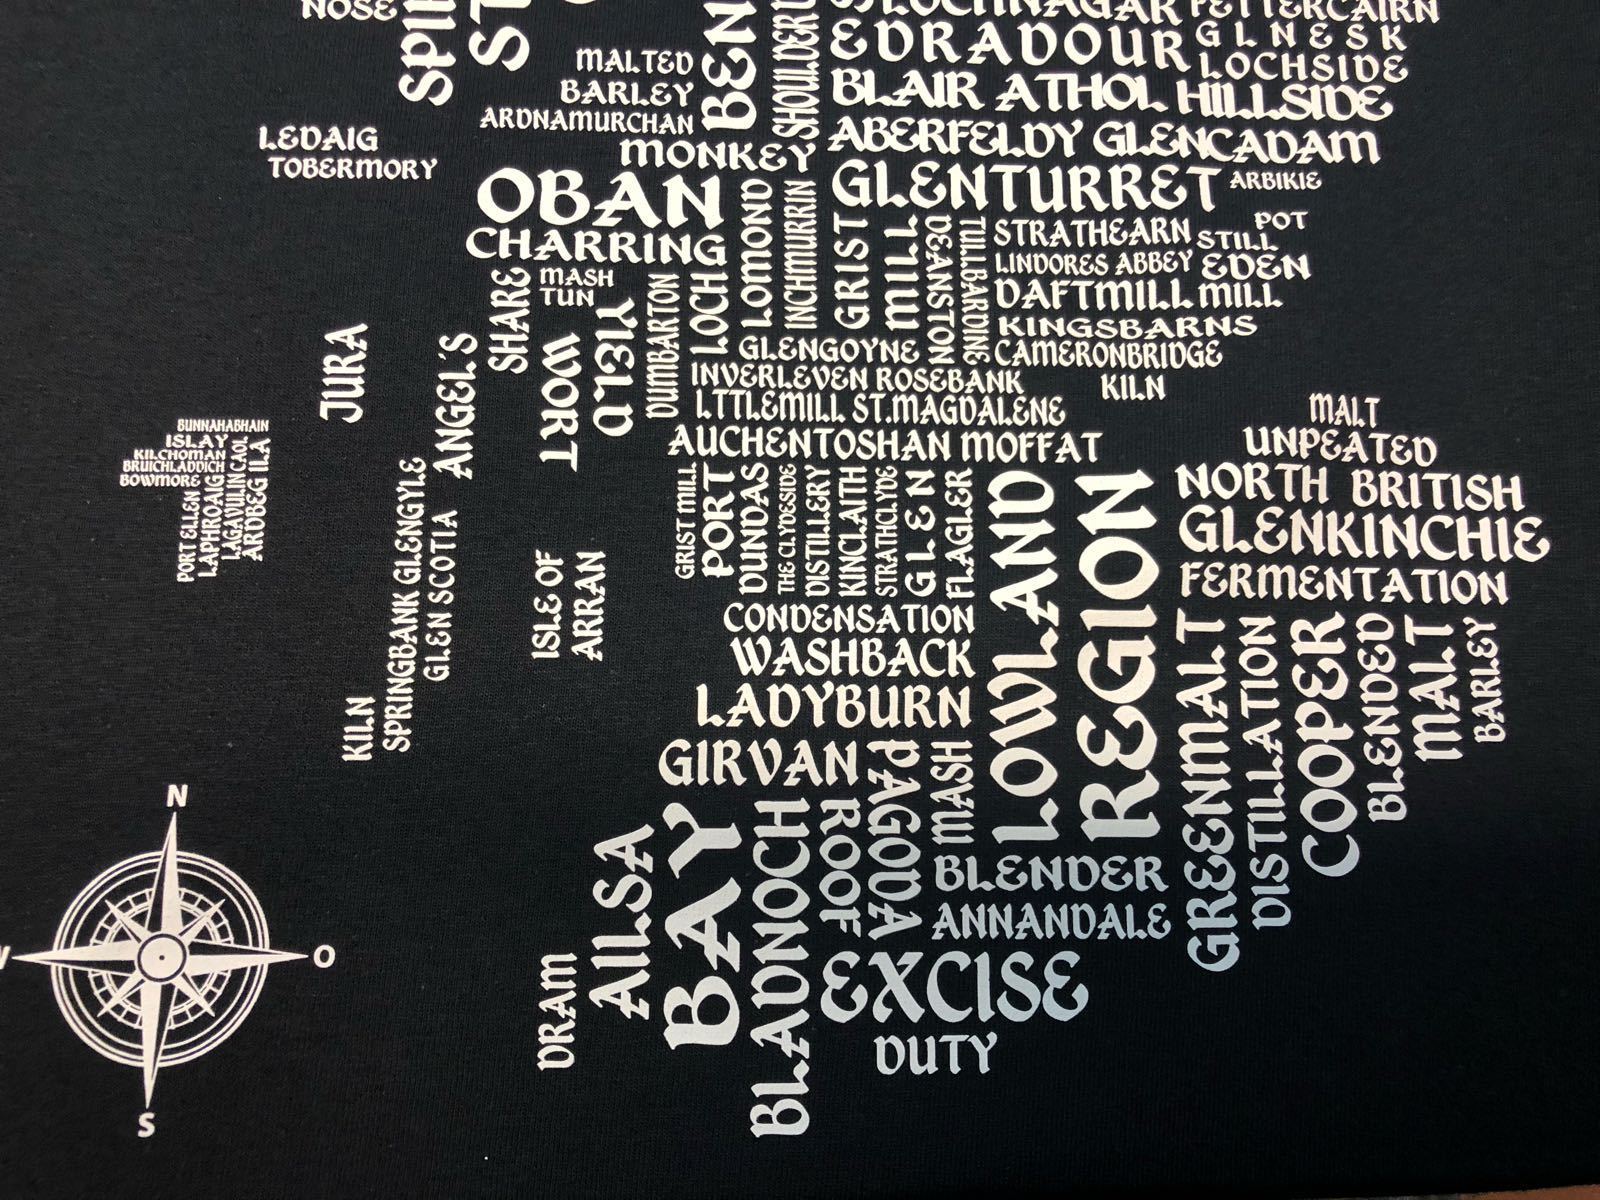 NOSE
MALTED
BARLEY
ARDNAMURCHAN
BEN
SHOULDER
MONKEY
LOCHNAGAR FETTERCAIRN
EDRADOUR
GLNESK
LOCHSIDE
BLAIR ATHOL HILLSIDE
ABERFELDY GLENCADAM
GLENTURRET
ARBIKIE
LEDAIG
TOBERMORY
OBAN
CHARRING
SHARE
MASH
TUN
WORT
YIELD
DUMBARTON
LOCH
LOMOND
INCHMURRIN
GRIST
MILL
DEANSTON
TULLIBARDINE
STRATHEARN
POT
STILL
LINDORES ABBEY
EDEN
MILL
DAFTMILL
KINGSBARNS
CAMERONBRIDGE
KILN
GLENGOYNE
INVERLEVEN ROSEBANK
LTTLEMILL ST.MAGDALENE
AUCHENTOSHAN MOFFAT
JURA
ANGEL'S
BUNNAHABHAIN
ISLAY
KILCHOMAN
BRUICHLADDICH
BOWMORE
PORT ELLEN
LAPHROAIG
LAGAVULIN CAOL
ARDBEG ILA
SPRINGBANK GLENGYLE
GLEN SCOTIA
KILN
ISLE OF
ARRAN
GRIST MILL
PORT
DUNDAS
THE CLYDESIDE
DISTILLERY
KINCLAITH
STRATHCLYDE
GLEN
FLAGLER
LOWLAND
REGION
MALT
UNPEATED
NORTH BRITISH
GLENKINCHIE
FERMENTATION
GREENMALT
DISTILLATION
COOPER
BLENDED
MALT
BARLEY
CONDENSATION
WASHBACK
LADYBURN
GIRVAN
PAGODA
ROOF
MASH
BLENDER
ANNANDALE
AILSA
BAY
BLADNOCH
EXCISE
DUTY
DRAM
N
O
S